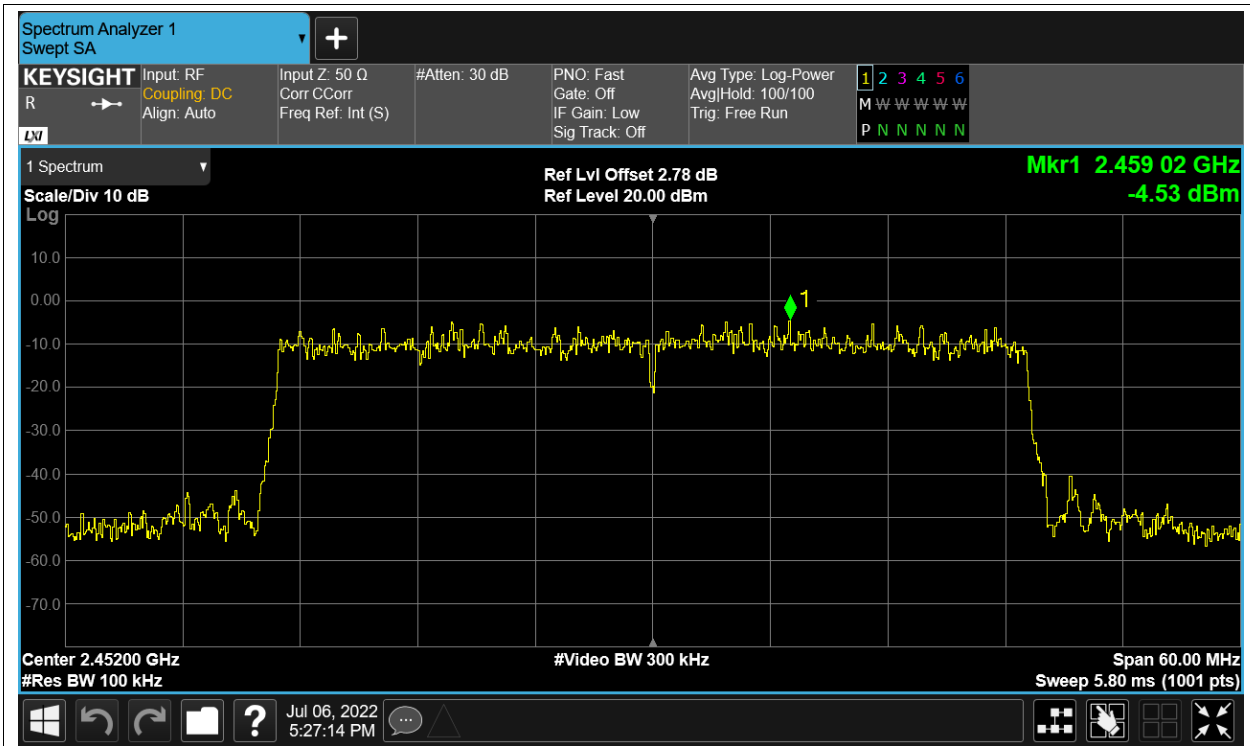 Spectrum Analyzer 1
Swept SA
KEYSIGHT
R
LXI
Input: RF
Coupling: DC
Align: Auto
Input Z: 50 Ω
Corr CCorr
Freq Ref: Int (S)
#Atten: 30 dB
PNO: Fast
Gate: Off
IF Gain: Low
Sig Track: Off
Avg Type: Log-Power
Avg|Hold: 100/100
Trig: Free Run
1 2 3 4 5 6
M W W W W W
P N N N N N
1 Spectrum
Scale/Div 10 dB
Log
Ref Lvl Offset 2.78 dB
Ref Level 20.00 dBm
Mkr1 2.459 02 GHz
-4.53 dBm
10.0
0.00
-10.0
-20.0
-30.0
-40.0
-50.0
-60.0
-70.0
1
Center 2.45200 GHz
#Res BW 100 kHz
#Video BW 300 kHz
Span 60.00 MHz
Sweep 5.80 ms (1001 pts)
?
Jul 06, 2022
5:27:14 PM